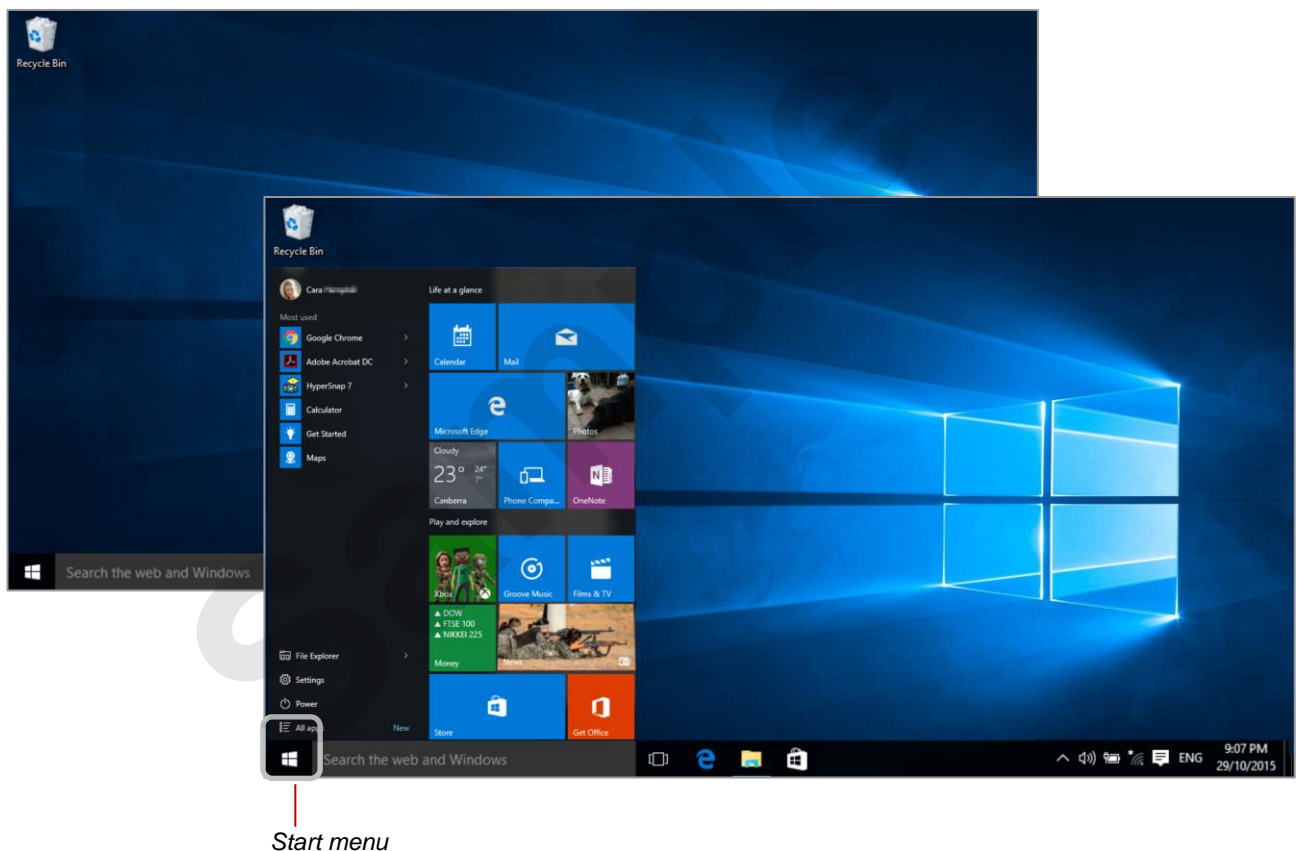 Recycle Bin
Search the web and Windows
Recycle Bin
Cara
Most used
Google Chrome
Adobe Acrobat DC
HyperSnap 7
Calculator
Get Started
Maps
File Explorer
Settings
Power
All apps New
Life at a glance
Calendar Mail
Microsoft Edge Photos
Cloudy
23° 24°
7°
Canberra Phone Compa... OneNote
Play and explore
Xbox Groove Music Films & TV
▲ DOW
▲ FTSE 100
▲ NIKKEI 225
Money News
Store Get Office
Search the web and Windows
ENG 9:07 PM
29/10/2015
Start menu
Sample